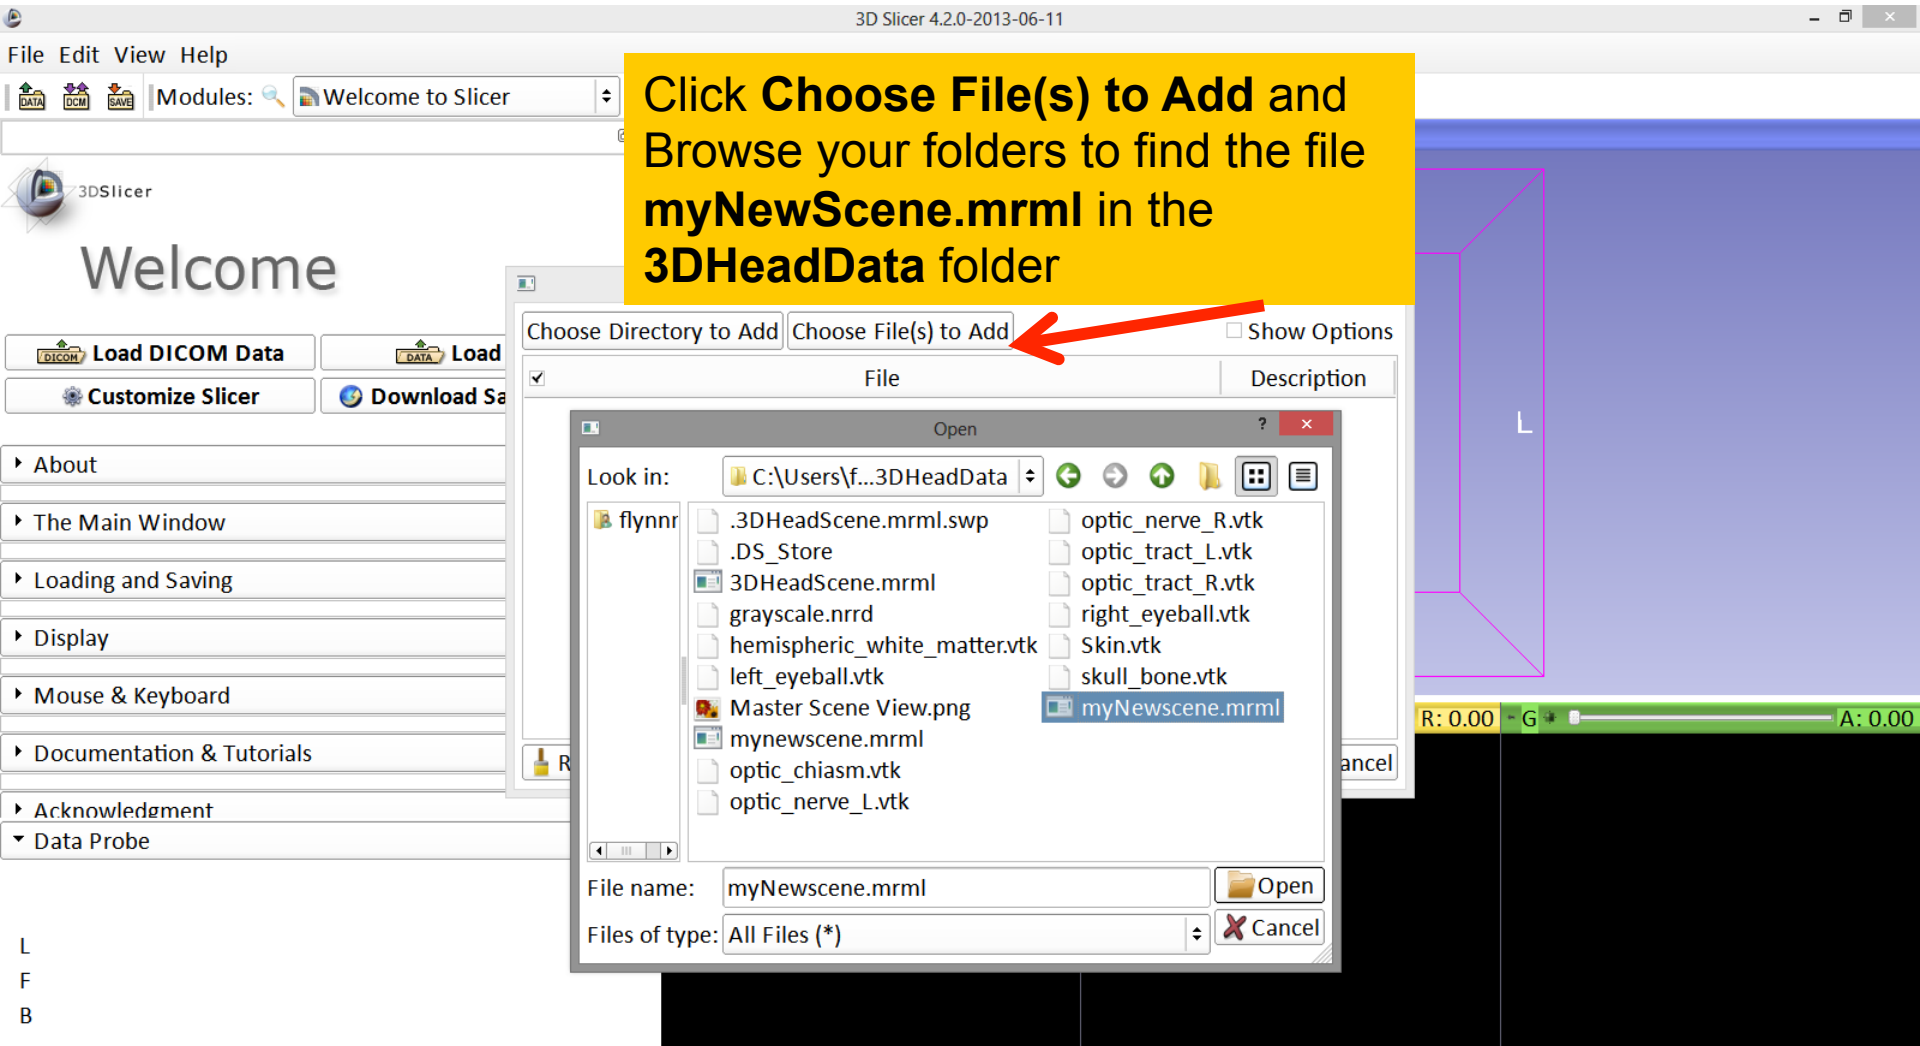 3D Slicer 4.2.0-2013-06-11
File Edit View Help
DATA DCM SAVE Modules: Welcome to Slicer
Click Choose File(s) to Add and
Browse your folders to find the file
myNewScene.mrml in the
3DHeadData folder
3DSlicer
Welcome
Choose Directory to Add Choose File(s) to Add Show Options
DICOM Load DICOM Data DATA Load
File Description
Customize Slicer Download Sa
L
Open ?
About
Look in: C:\Users\f...3DHeadData
The Main Window
flynnr
.3DHeadScene.mrml.swp
.DS_Store
3DHeadScene.mrml
grayscale.nrrd
hemispheric_white_matter.vtk
left_eyeball.vtk
Master Scene View.png
mynewscene.mrml
optic_chiasm.vtk
optic_nerve_L.vtk
optic_nerve_R.vtk
optic_tract_L.vtk
optic_tract_R.vtk
right_eyeball.vtk
Skin.vtk
skull_bone.vtk
myNewscene.mrml
Loading and Saving
Display
Mouse & Keyboard
R: 0.00 G A: 0.00
Documentation & Tutorials
R ancel
Acknowledgment
Data Probe
File name: myNewscene.mrml Open
Files of type: All Files (*) Cancel
L
F
B